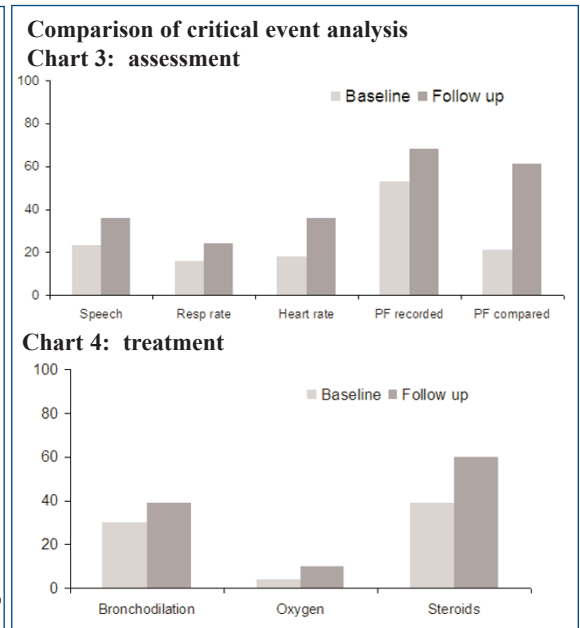 Comparison of critical event analysis
Chart 3: assessment
100
Baseline Follow up
80
60
40
20
0
Speech Resp rate Heart rate PF recorded PF compared
Chart 4: treatment
100
Baseline Follow up
80
60
40
20
0
Bronchodilation Oxygen Steroids